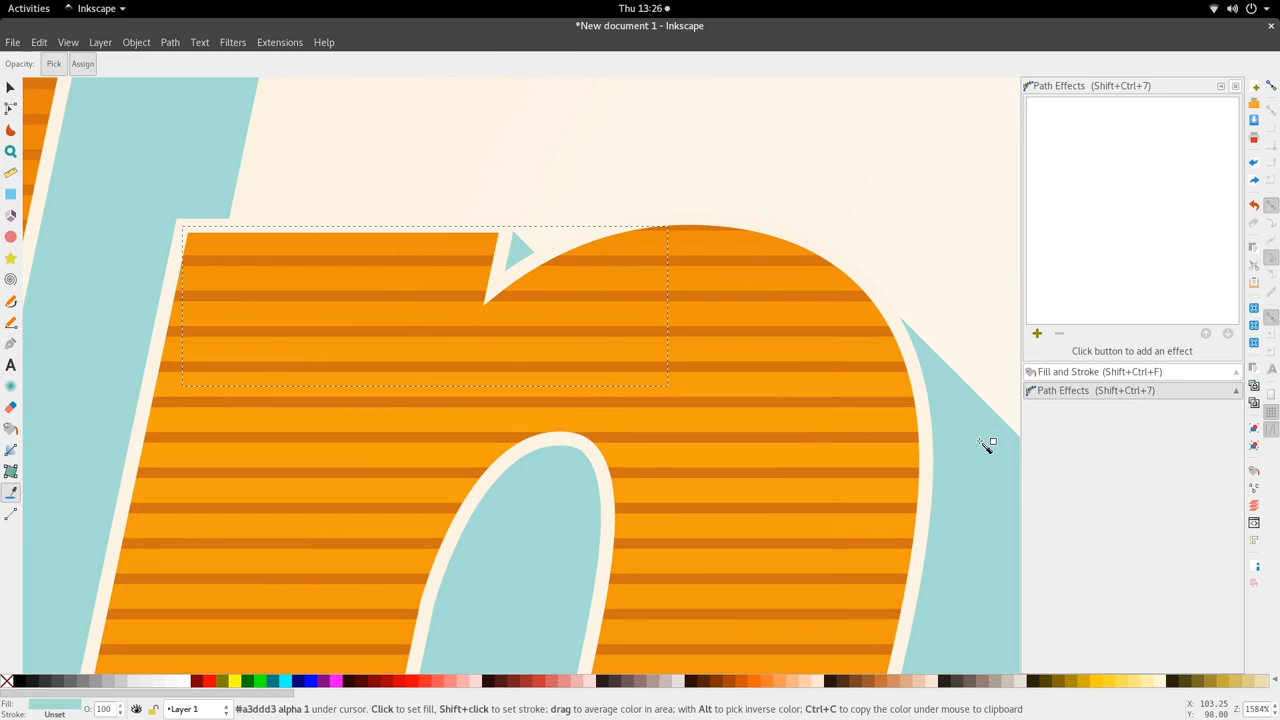 Activities Inkscape Thu 13:26
*New document 1 - Inkscape
File Edit View Layer Object Path Text Filters Extensions Help
Opacity: Pick Assign
Path Effects (Shift+Ctrl+7)
Click button to add an effect
Fill and Stroke (Shift+Ctrl+F)
Path Effects (Shift+Ctrl+7)
Fill:
Stroke: Unset
O: 100
•Layer 1
#a3ddd3 alpha 1 under cursor. Click to set fill, Shift+click to set stroke; drag to average color in area; with Alt to pick inverse color; Ctrl+C to copy the color under mouse to clipboard
X: 103.25
Y: 98.00
Z: 1584%